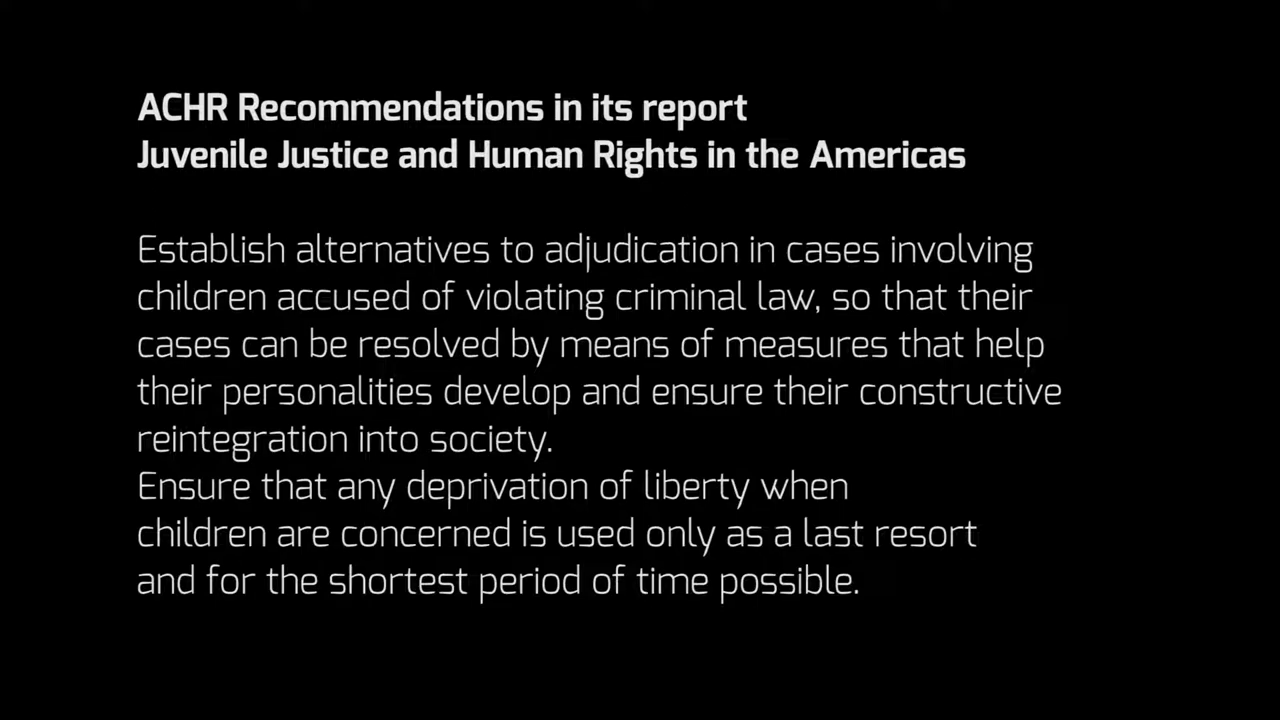 ACHR Recommendations in its report
Juvenile Justice and Human Rights in the Americas
Establish alternatives to adjudication in cases involving
children accused of violating criminal law, so that their
cases can be resolved by means of measures that help
their personalities develop and ensure their constructive
reintegration into society.
Ensure that any deprivation of liberty when
children are concerned is used only as a last resort
and for the shortest period of time possible.